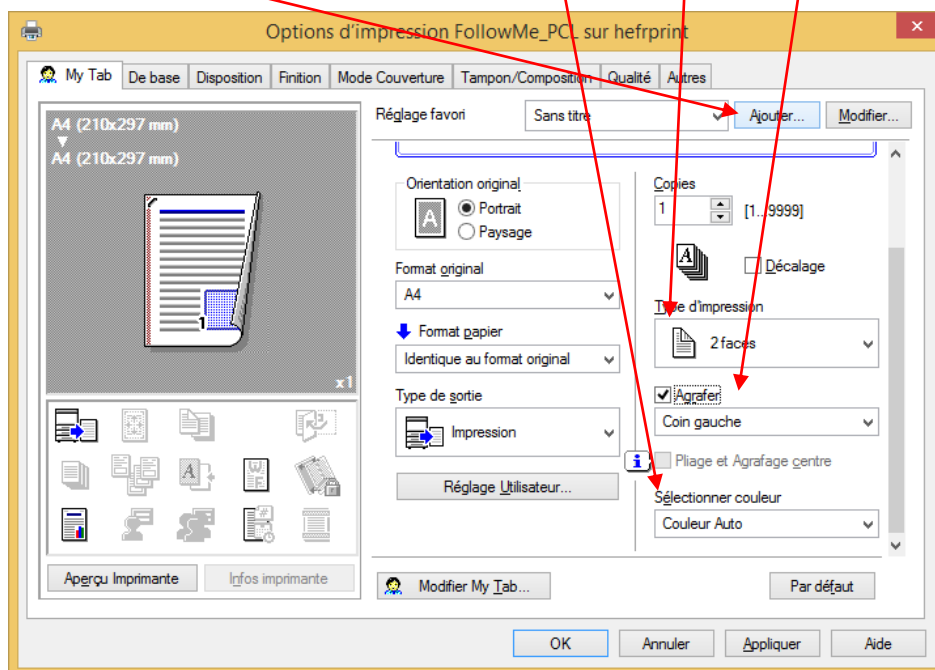 Options d'impression FollowMe_PCL sur hefrprint
My Tab De base Disposition Finition Mode Couverture Tampon/Composition Qualité Autres
A4 (210x297 mm)
A4 (210x297 mm)
1
x1
Réglage favori Sans titre Ajouter... Modifier...
Orientation original
A
Portrait
Paysage
Format original
A4
Format papier
Identique au format original
Type de sortie
Impression
Réglage Utilisateur...
Copies
1 [1...9999]
A
Décalage
Type d'impression
2 faces
Agrafer
Coin gauche
Pliage et Agrafage centre
Sélectionner couleur
Couleur Auto
Aperçu Imprimante Infos imprimante
Modifier My Tab... Par défaut
OK Annuler Appliquer Aide